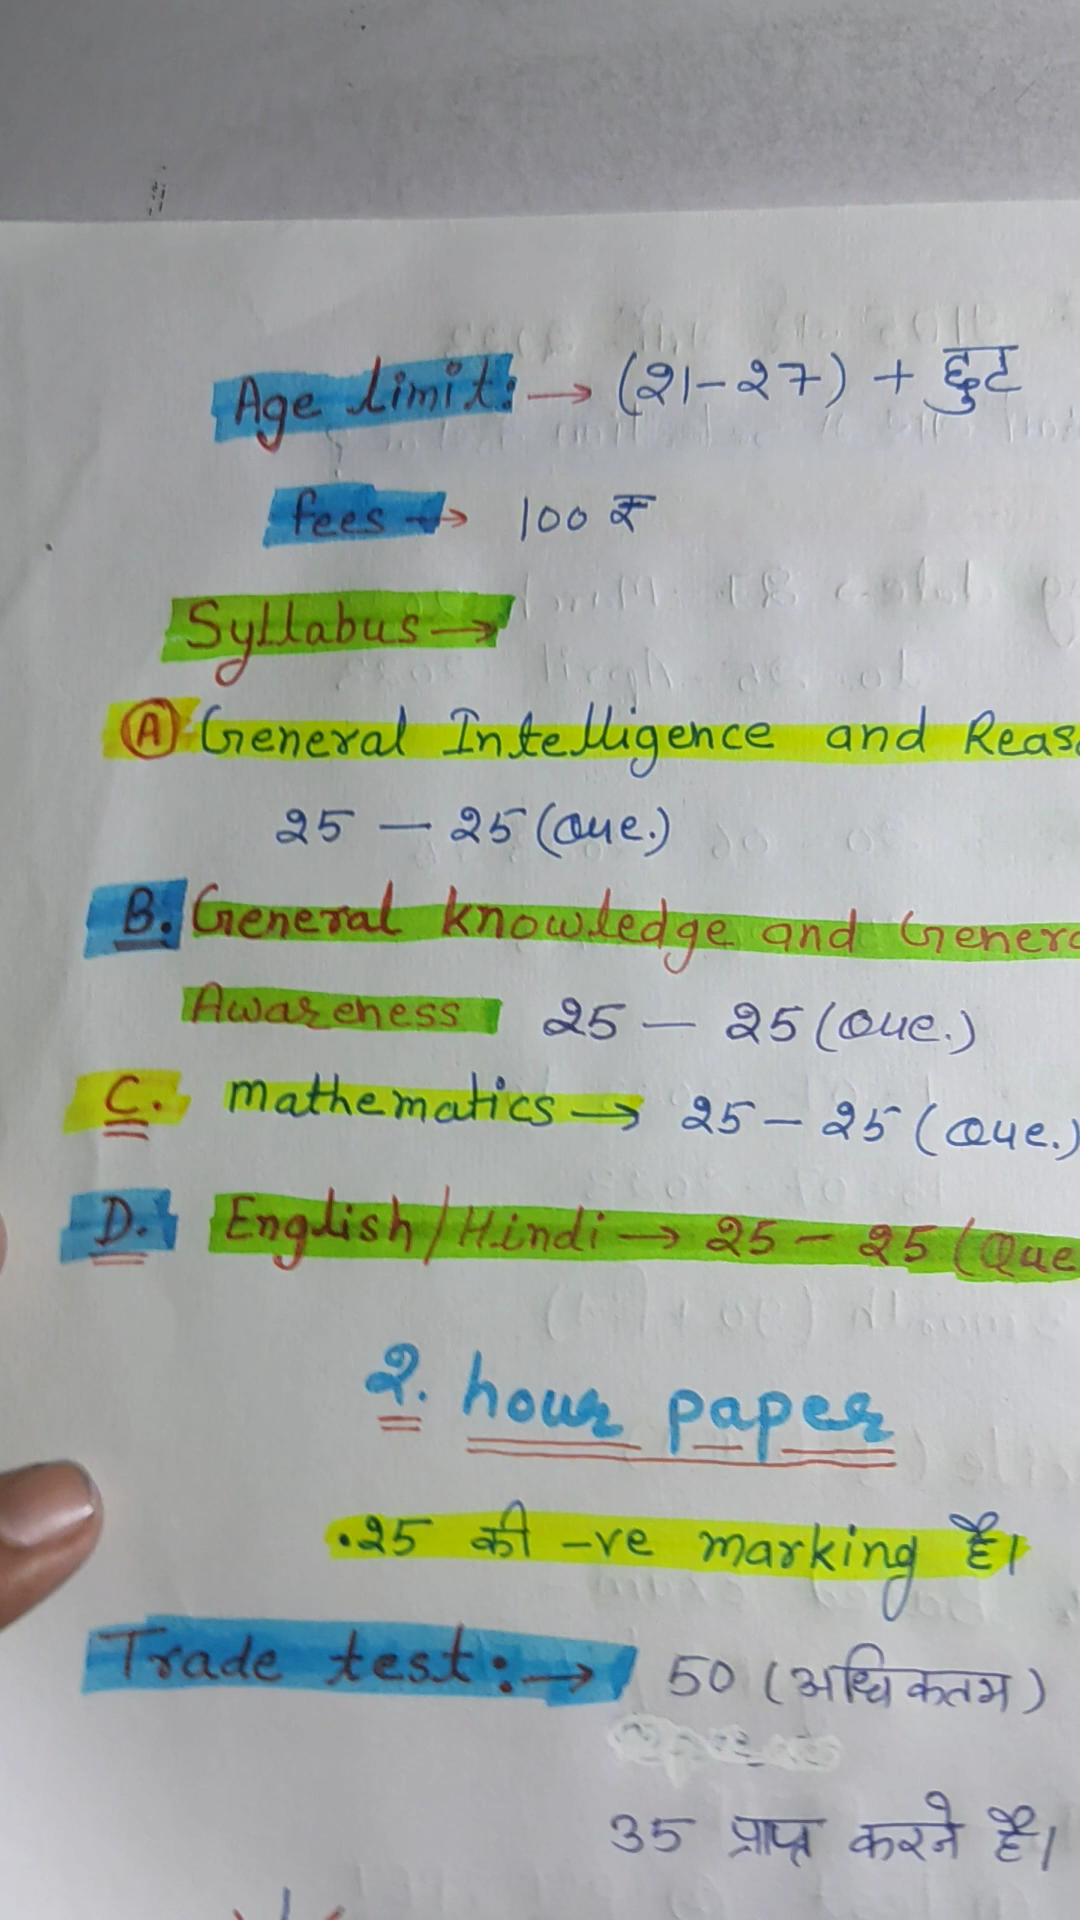 Age limit:→ (21-27) + छुट
fees → 100 ₹
Syllabus →
(A) General Intelligence and Reas
25 — 25 (Que.)
B. General knowledge and Gener
Awareness 25 — 25 (Que.)
C. mathematics → 25 — 25 (Que.)
D. English/Hindi → 25 — 25 (Que
2. hour paper
.25 की -ve marking है।
Trade test:→ 50 (अधिकतम)
35 प्राप्त करने है।